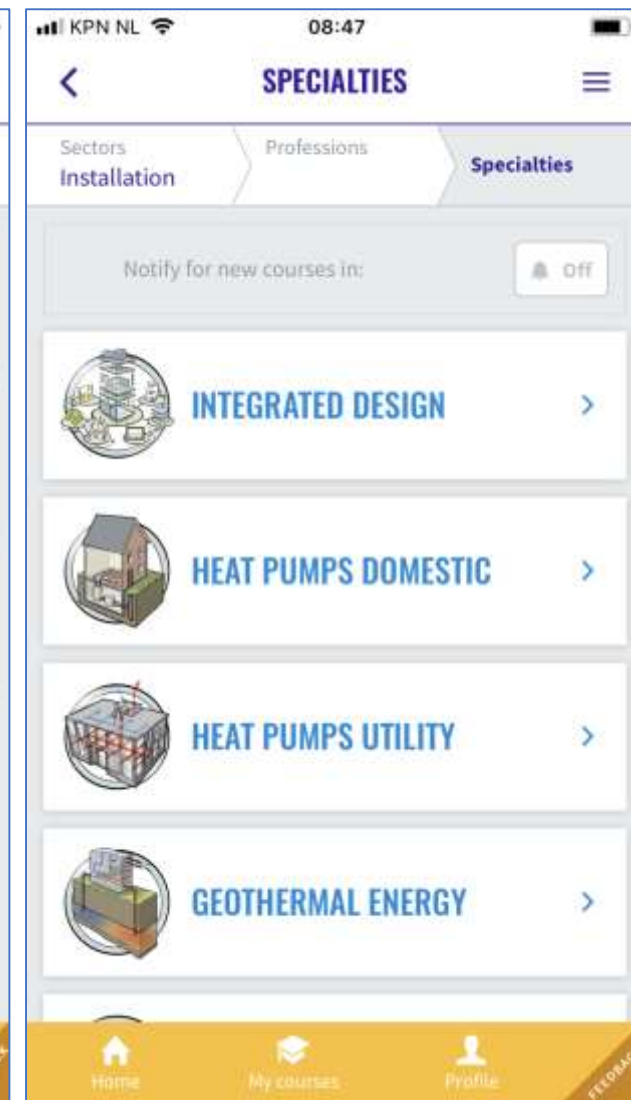 KPN NL 08:47
SPECIALTIES
Sectors
Installation
Professions
Specialties
Notify for new courses in:
Off
INTEGRATED DESIGN
HEAT PUMPS DOMESTIC
HEAT PUMPS UTILITY
GEOTHERMAL ENERGY
Home
My courses
Profile